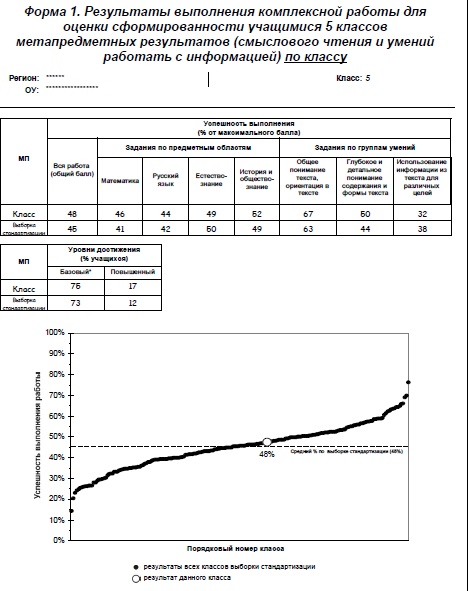 Форма 1. Результаты выполнения комплексной работы для
оценки сформированности учащимися 5 классов
метапредметных результатов (смыслового чтения и умений
работать с информацией) по классу
Регион: ******
Класс: 5
ОУ: *****************
МП
Успешность выполнения
(% от максимального балла)
Вся работа
(общий балл)
Задания по предметным областям
Задания по группам умений
Математика
Русский
язык
Естество-
знание
История и
общество-
знание
Общее
понимание
текста,
ориентация в
тексте
Глубокое и
детальное
понимание
содержания и
формы текста
Использование
информации из
текста для
различных
целей
Класс 48 46 44 49 52 67 50 32
Выборка
стандартизации 45 41 42 50 49 63 44 38
МП
Уровни достижения
(% учащихся)
Базовый* Повышенный
Класс 75 17
Выборка
стандартизации 73 12
Успешность выполнения работы
100%
90%
80%
70%
60%
50%
40%
30%
20%
10%
0%
48%
Средний % по выборке стандартизации (46%)
Порядковый номер класса
результаты всех классов выборки стандартизации
результат данного класса